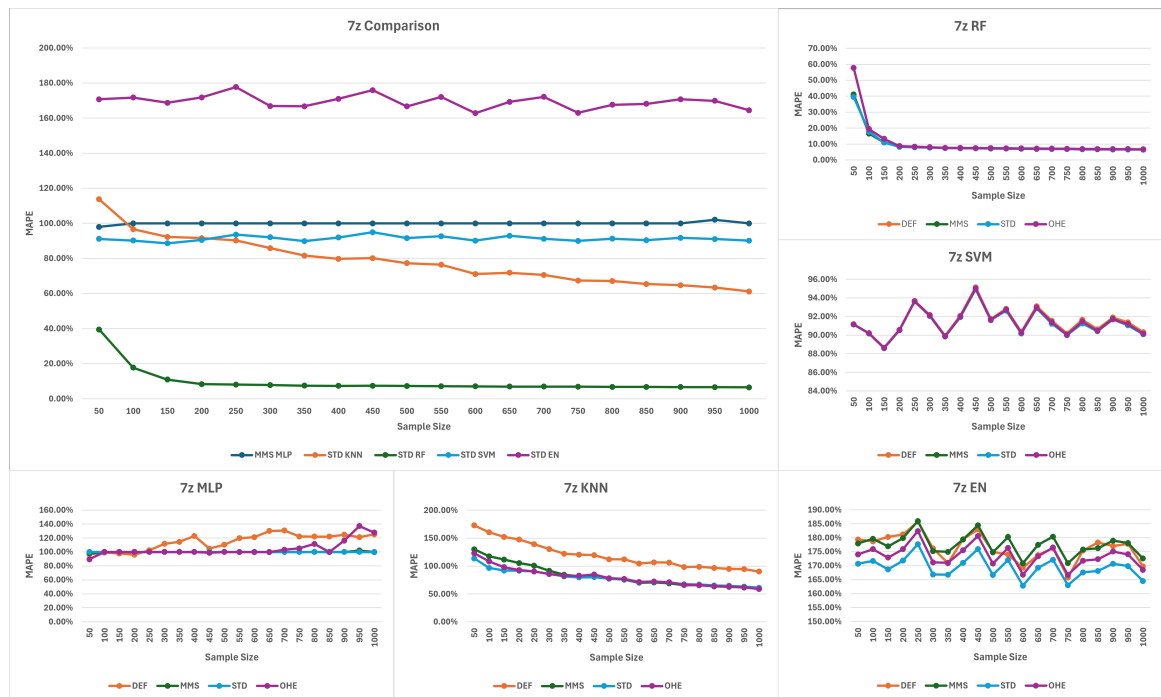 7z Comparison
200.00%
180.00%
160.00%
140.00%
120.00%
100.00%
80.00%
60.00%
40.00%
20.00%
0.00%
MAPE
50 100 150 200 250 300 350 400 450 500 550 600 650 700 750 800 850 900 950 1000
Sample Size
MMS MLP STD KNN STD RF STD SVM STD EN
7z RF
70.00%
60.00%
50.00%
40.00%
30.00%
20.00%
10.00%
0.00%
MAPE
50 100 150 200 250 300 350 400 450 500 550 600 650 700 750 800 850 900 950 1000
Sample Size
DEF MMS STD OHE
7z SVM
96.00%
94.00%
92.00%
90.00%
88.00%
86.00%
84.00%
MAPE
50 100 150 200 250 300 350 400 450 500 550 600 650 700 750 800 850 900 950 1000
Sample Size
DEF MMS STD OHE
7z MLP
160.00%
140.00%
120.00%
100.00%
80.00%
60.00%
40.00%
20.00%
0.00%
MAPE
50 100 150 200 250 300 350 400 450 500 550 600 650 700 750 800 850 900 950 1000
Sample Size
DEF MMS STD OHE
7z KNN
200.00%
150.00%
100.00%
50.00%
0.00%
MAPE
50 100 150 200 250 300 350 400 450 500 550 600 650 700 750 800 850 900 950 1000
Sample Size
DEF MMS STD OHE
7z EN
190.00%
185.00%
180.00%
175.00%
170.00%
165.00%
160.00%
155.00%
150.00%
MAPE
50 100 150 200 250 300 350 400 450 500 550 600 650 700 750 800 850 900 950 1000
Sample Size
DEF MMS STD OHE